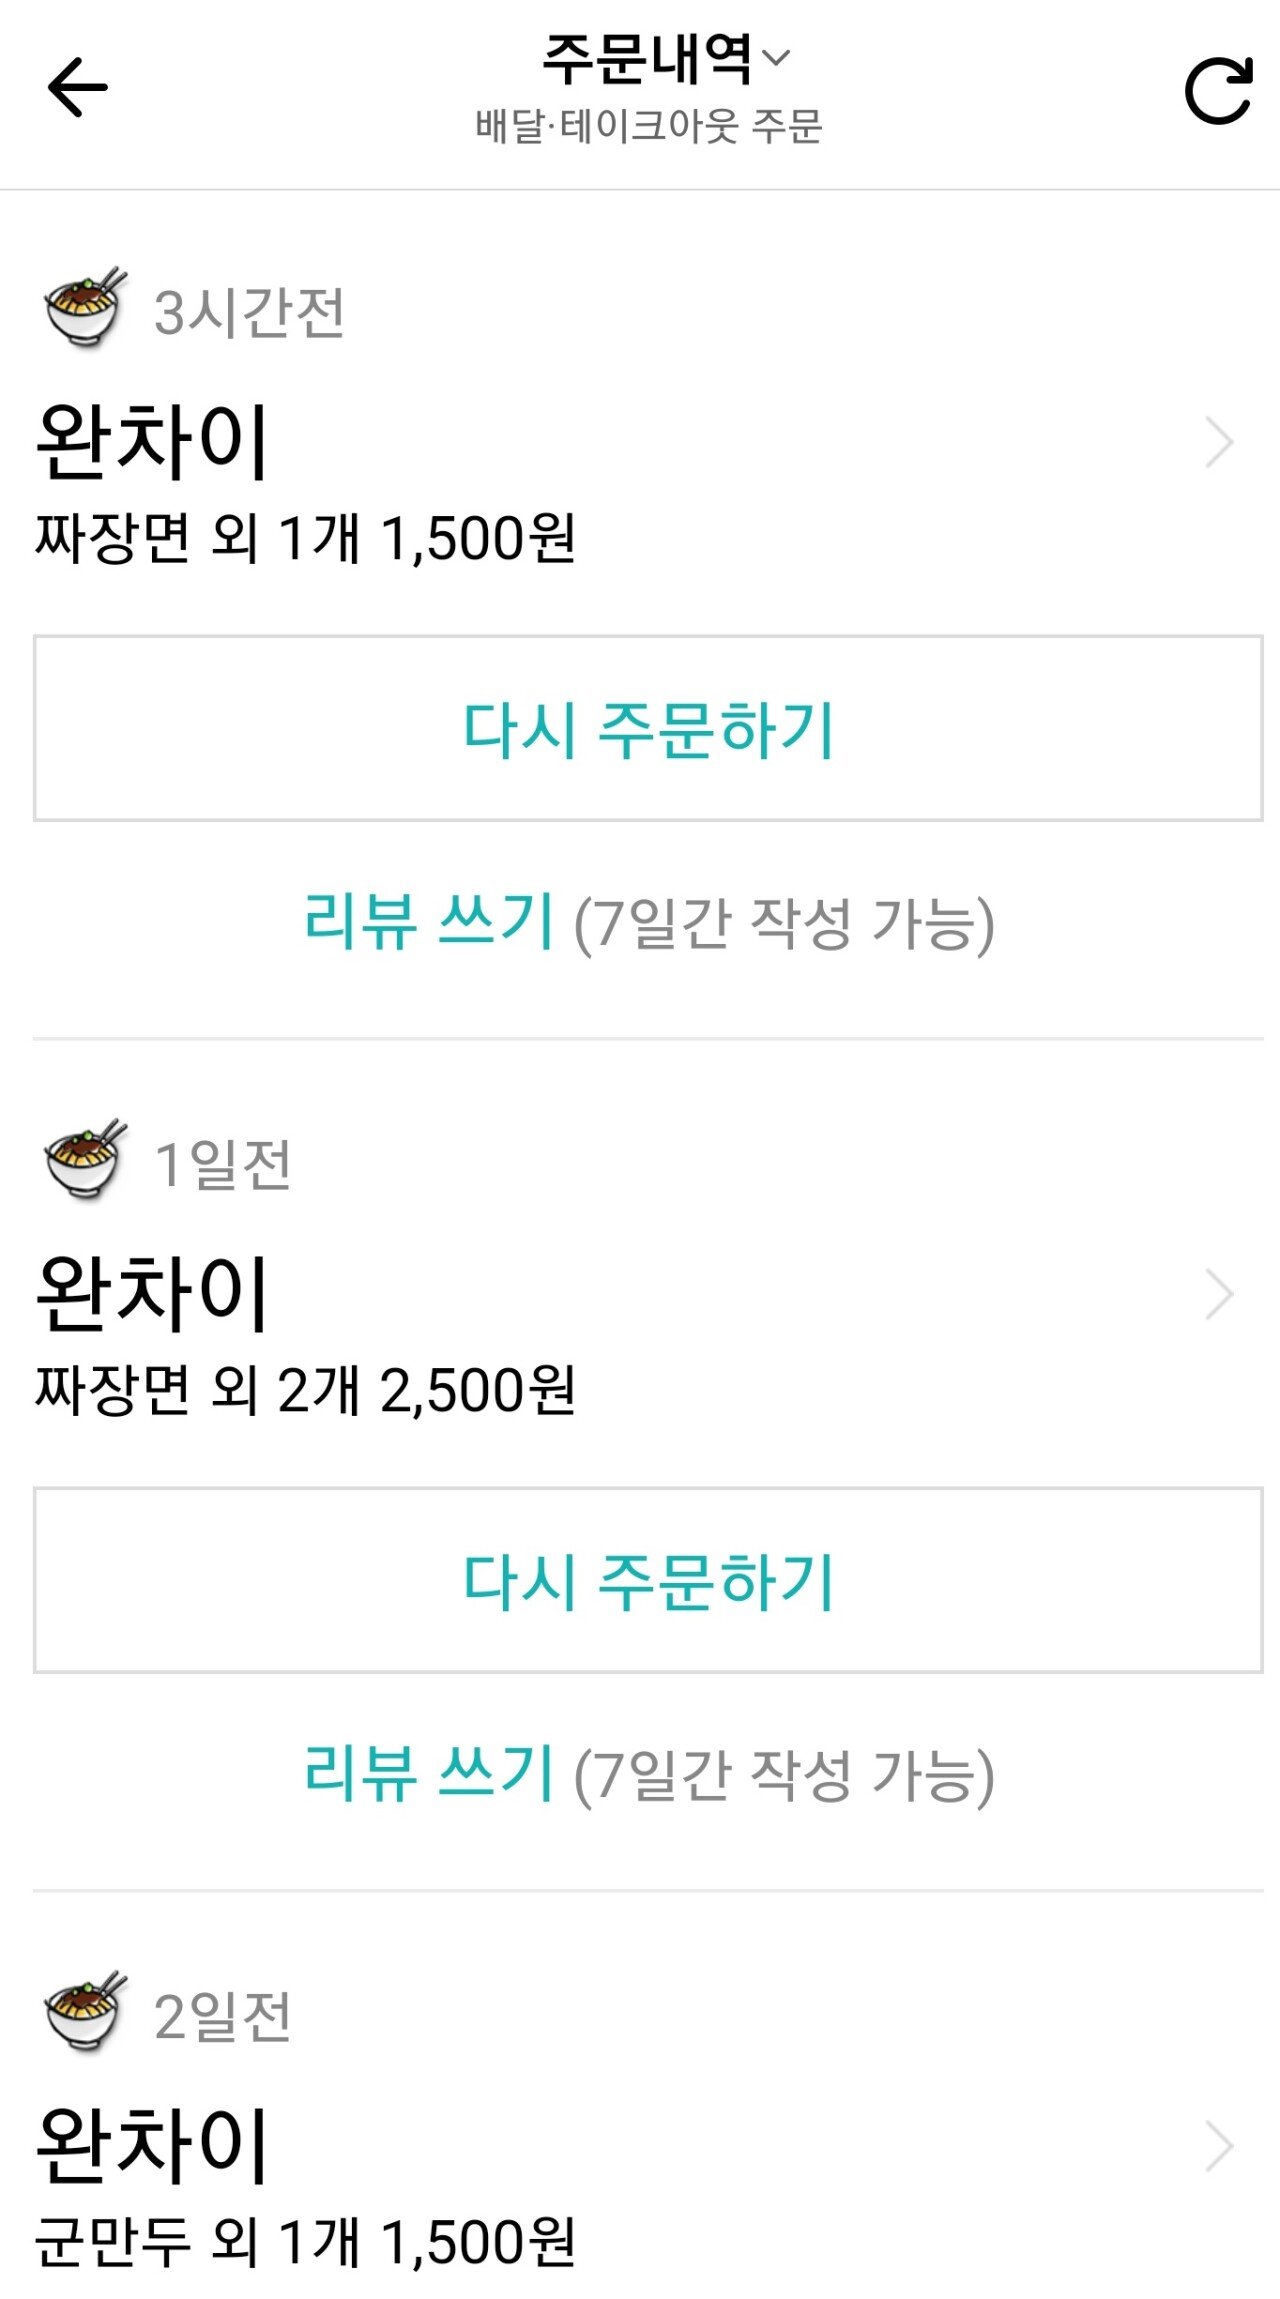 주문내역
배달·테이크아웃 주문
3시간전
완차이
짜장면 외 1개 1,500원
다시 주문하기
리뷰 쓰기 (7일간 작성 가능)
1일전
완차이
짜장면 외 2개 2,500원
다시 주문하기
리뷰 쓰기 (7일간 작성 가능)
2일전
완차이
군만두 외 1개 1,500원